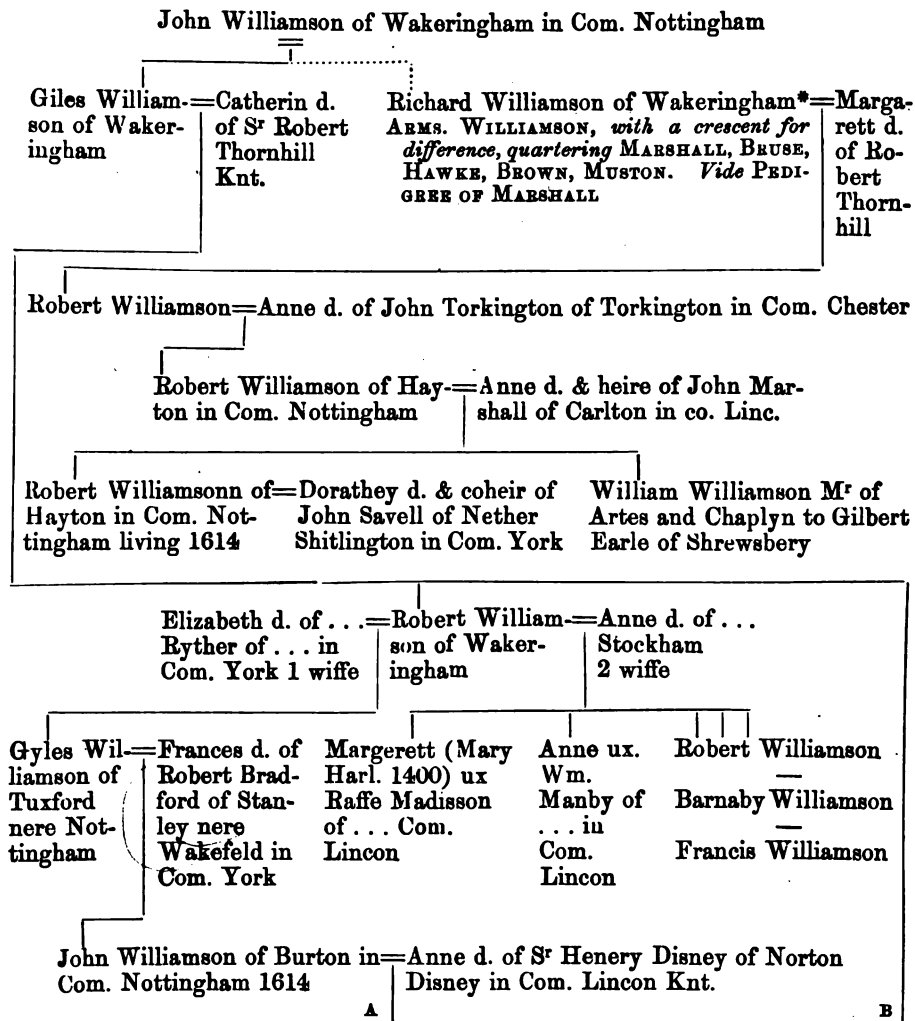 John Williamson of Wakeringham in Com. Nottingham
Giles William-=Catherin d.
son of Waker-
ingham
of Sʳ Robert
Thornhill
Knt.
Richard Williamson of Wakeringham*=Marga-
Arms. Williamson, with a crescent for
difference, quartering Marshall, Bruse,
Hawke, Brown, Muston. Vide Pedi-
gree of Marshall
rett d.
of Ro-
bert
Thorn-
hill
Robert Williamson=Anne d. of John Torkington of Torkington in Com. Chester
Robert Williamson of Hay-=Anne d. & heire of John Mar-
ton in Com. Nottingham
shall of Carlton in co. Linc.
Robert Williamsonn of=Dorathey d. & coheir of
Hayton in Com. Not-
tingham living 1614
John Savell of Nether
Shitlington in Com. York
William Williamson Mʳ of
Artes and Chaplyn to Gilbert
Earle of Shrewsbery
Elizabeth d. of . . .=Robert William-=Anne d. of . . .
Ryther of . . . in
Com. York 1 wiffe
son of Waker-
ingham
Stockham
2 wiffe
Gyles Wil-=Frances d. of
liamson of
Tuxford
nere Not-
tingham
Robert Brad-
ford of Stan-
ley nere
Wakefeld in
Com. York
Margerett (Mary
Harl. 1400) ux
Raffe Madisson
of . . . Com.
Lincon
Anne ux.
Wm.
Manby of
. . . in
Com.
Lincon
Robert Williamson
—
Barnaby Williamson
—
Francis Williamson
John Williamson of Burton in=Anne d. of Sʳ Henery Disney of Norton
Com. Nottingham 1614
Disney in Com. Lincon Knt.
A
B